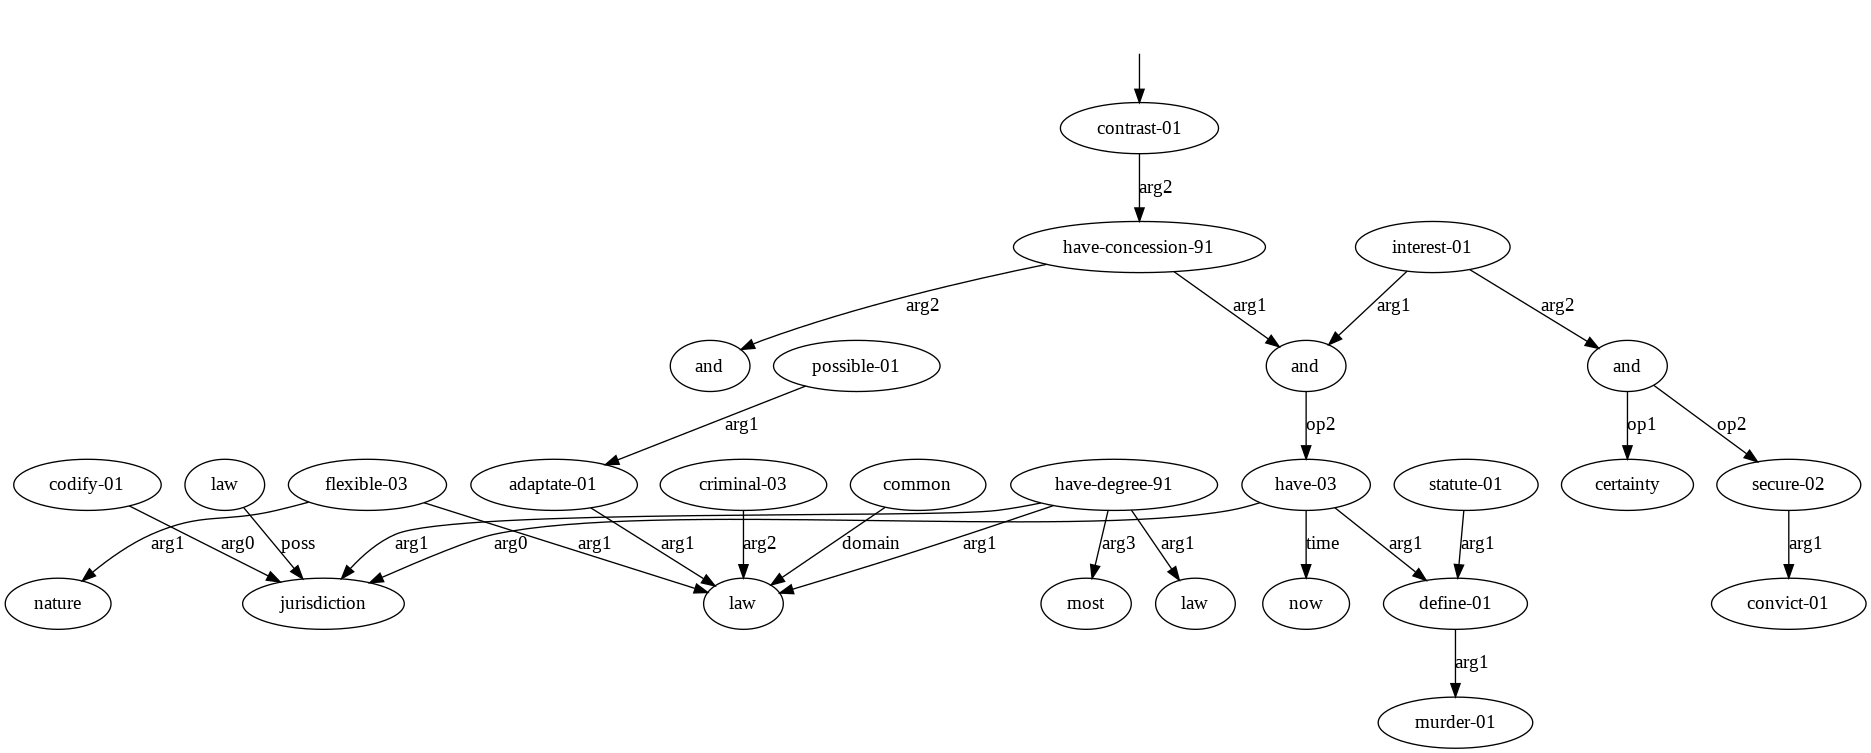 contrast-01
arg2
have-concession-91
interest-01
arg2
arg1
arg1
arg2
and
possible-01
and
and
arg1
op2
op1
op2
codify-01
law
flexible-03
adaptate-01
criminal-03
common
have-degree-91
have-03
statute-01
certainty
secure-02
arg1
arg0
poss
arg1
arg0
arg1
arg1
arg2
domain
arg1
arg3
arg1
time
arg1
arg1
arg1
nature
jurisdiction
law
most
law
now
define-01
convict-01
arg1
murder-01